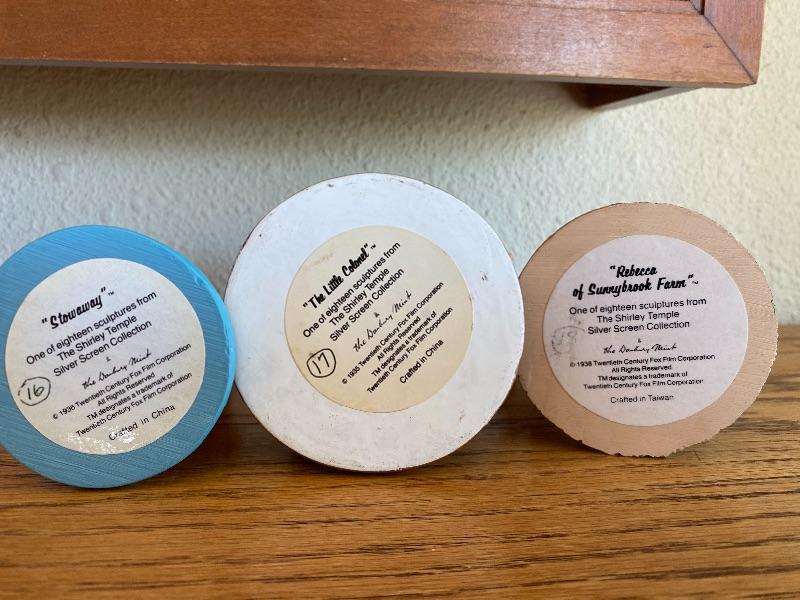 "Stowaway"™
One of eighteen sculptures from
The Shirley Temple
Silver Screen Collection
&
the Danbury Mint
16
© 1936 Twentieth Century Fox Film Corporation
All Rights Reserved
TM designates a trademark of
Twentieth Century Fox Film Corporation
Crafted in China
"The Little Colonel"™
One of eighteen sculptures from
The Shirley Temple
Silver Screen Collection
&
the Danbury Mint
17
© 1935 Twentieth Century Fox Film Corporation
All Rights Reserved
TM designates a trademark of
Twentieth Century Fox Film Corporation
Crafted in China
"Rebecca
of Sunnybrook Farm"™
One of eighteen sculptures from
The Shirley Temple
Silver Screen Collection
&
the Danbury Mint
© 1938 Twentieth Century Fox Film Corporation
All Rights Reserved
TM designates a trademark of
Twentieth Century Fox Film Corporation
Crafted in Taiwan